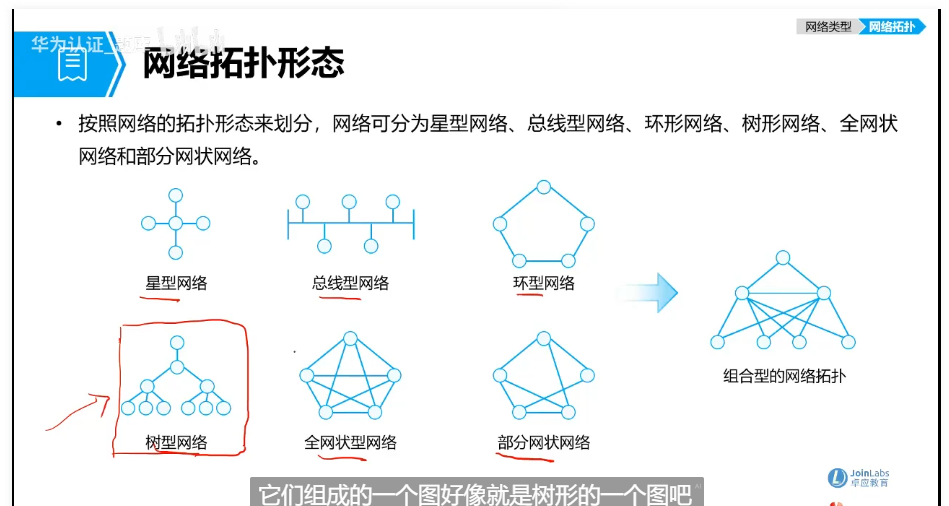 网络类型 网络拓扑
华为认证_
网络拓扑形态
• 按照网络的拓扑形态来划分，网络可分为星型网络、总线型网络、环形网络、树形网络、全网状
网络和部分网状网络。
星型网络 总线型网络 环型网络
组合型的网络拓扑
树型网络 全网状型网络 部分网状网络
JoinLabs
卓应教育
它们组成的一个图好像就是树形的一个图吧